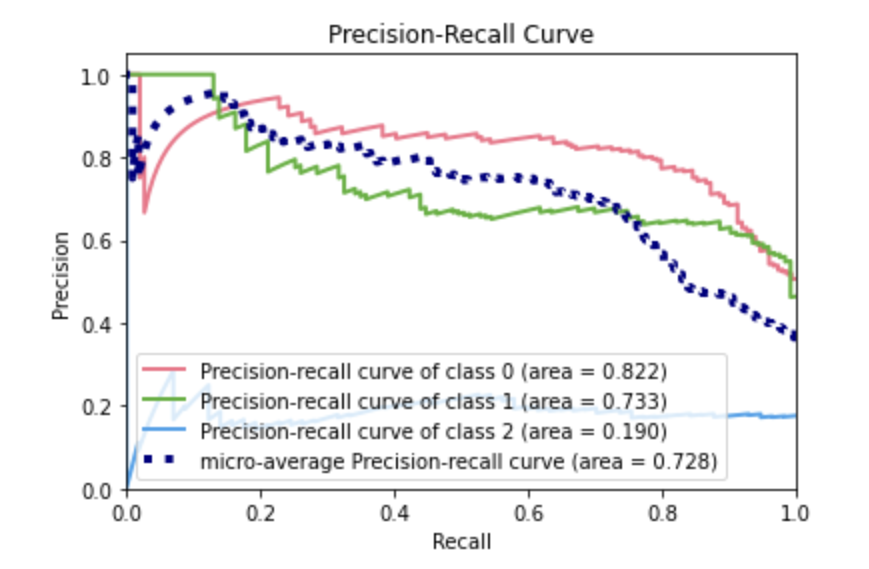 Precision-Recall Curve
1.0
0.8
0.6
0.4
0.2
0.0
Precision
Precision-recall curve of class 0 (area = 0.822)
Precision-recall curve of class 1 (area = 0.733)
Precision-recall curve of class 2 (area = 0.190)
micro-average Precision-recall curve (area = 0.728)
0.0 0.2 0.4 0.6 0.8 1.0
Recall